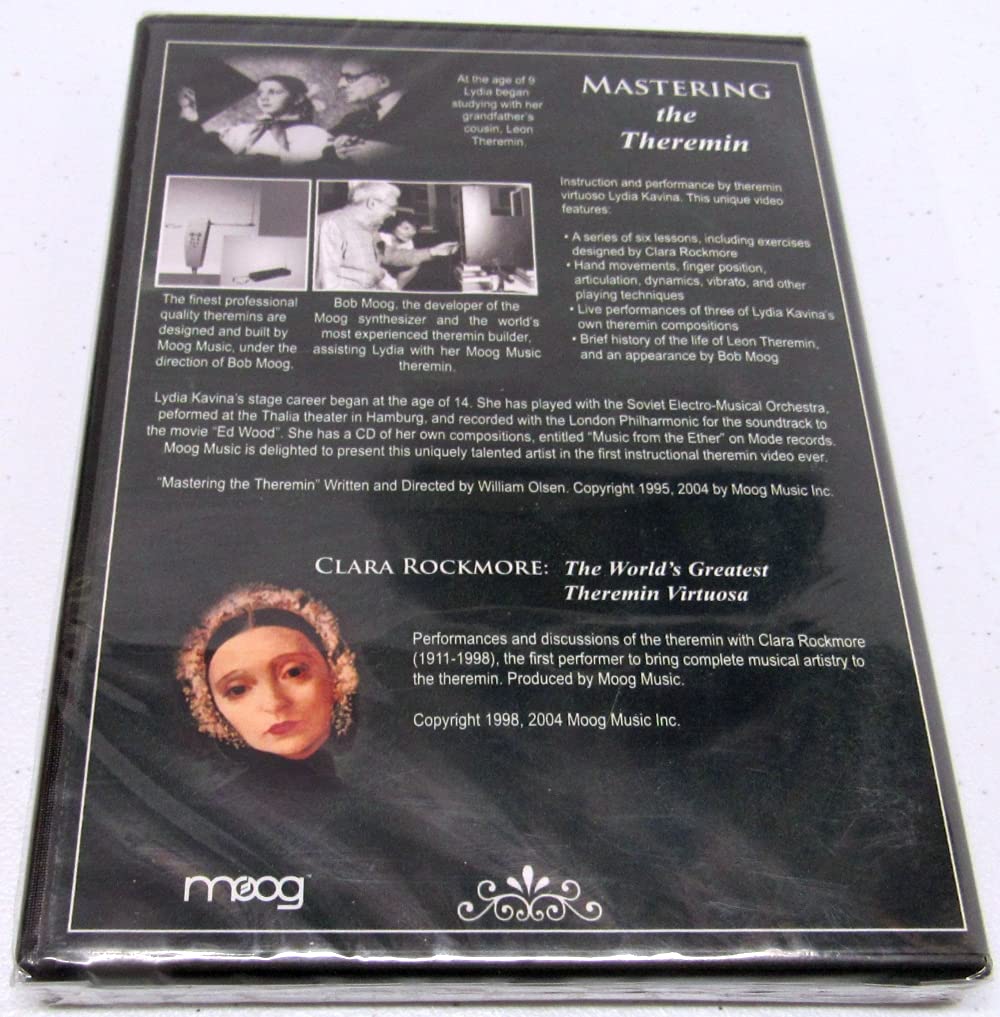 At the age of 9
Lydia began
studying with her
grandfather's
cousin, Leon
Theremin.
MASTERING
the
Theremin
Instruction and performance by theremin
virtuoso Lydia Kavina. This unique video
features:
• A series of six lessons, including exercises
designed by Clara Rockmore
• Hand movements, finger position,
articulation, dynamics, vibrato, and other
playing techniques
• Live performances of three of Lydia Kavina's
own theremin compositions
• Brief history of the life of Leon Theremin,
and an appearance by Bob Moog
The finest professional
quality theremins are
designed and built by
Moog Music, under the
direction of Bob Moog.
Bob Moog, the developer of the
Moog synthesizer and the world's
most experienced theremin builder,
assisting Lydia with her Moog Music
theremin.
Lydia Kavina's stage career began at the age of 14. She has played with the Soviet Electro-Musical Orchestra,
peformed at the Thalia theater in Hamburg, and recorded with the London Philharmonic for the soundtrack to
the movie "Ed Wood". She has a CD of her own compositions, entitled "Music from the Ether" on Mode records.
Moog Music is delighted to present this uniquely talented artist in the first instructional theremin video ever.
"Mastering the Theremin" Written and Directed by William Olsen. Copyright 1995, 2004 by Moog Music Inc.
CLARA ROCKMORE: The World's Greatest
Theremin Virtuosa
Performances and discussions of the theremin with Clara Rockmore
(1911-1998), the first performer to bring complete musical artistry to
the theremin. Produced by Moog Music.
Copyright 1998, 2004 Moog Music Inc.
moog™